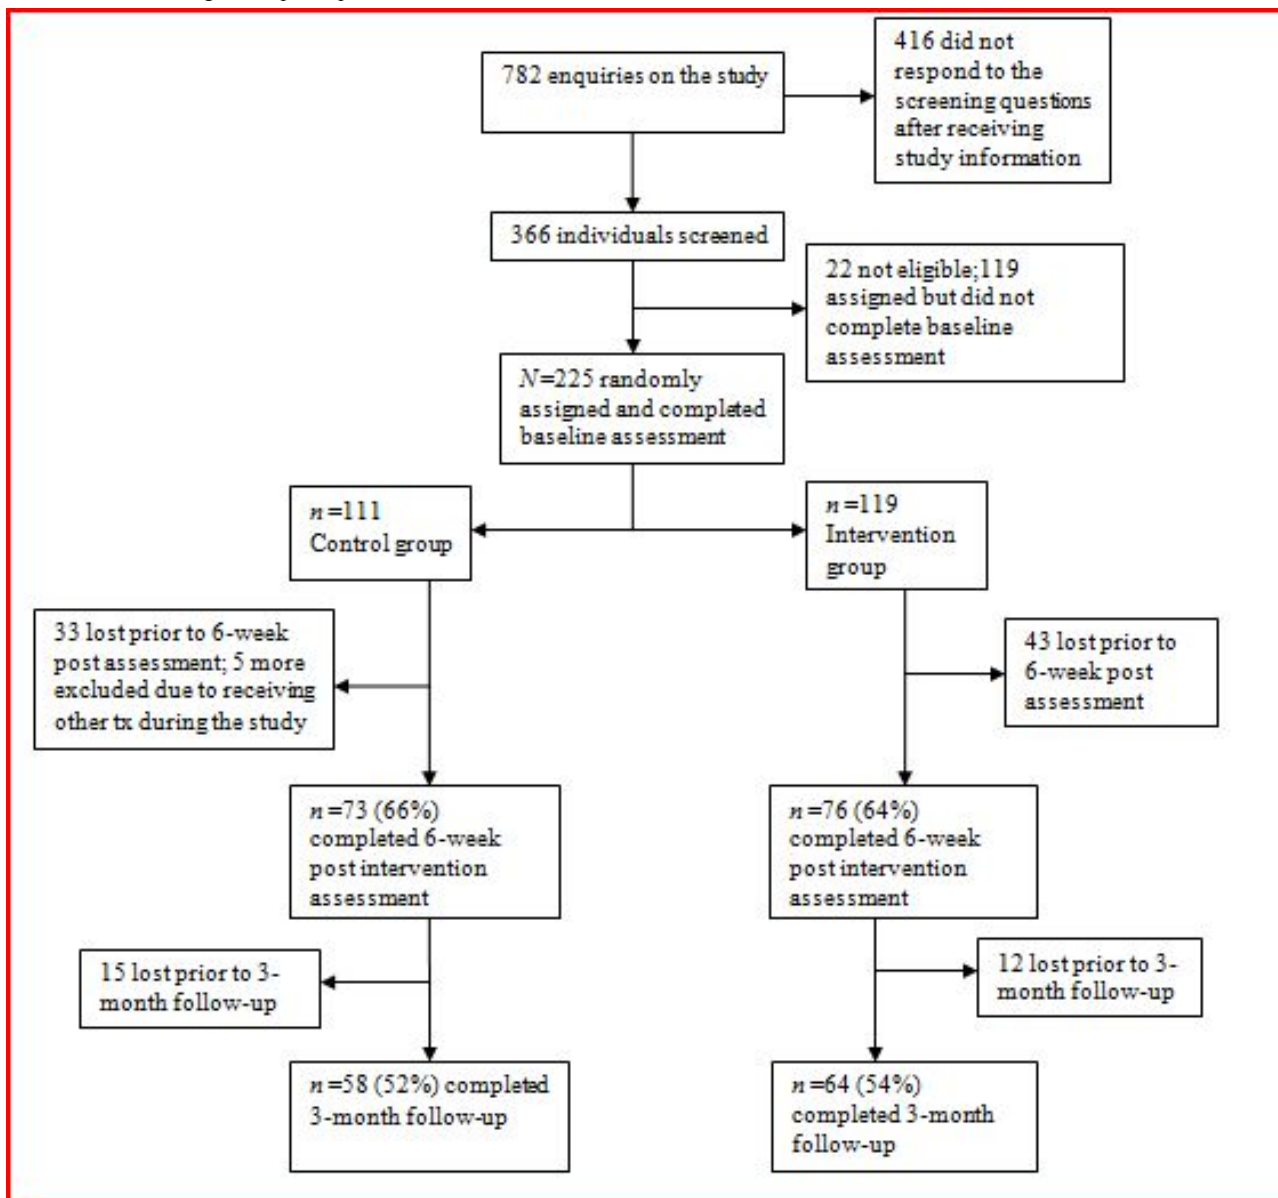 782 enquiries on the study
416 did not
respond to the
screening questions
after receiving
study information
366 individuals screened
22 not eligible;119
assigned but did not
complete baseline
assessment
N=225 randomly
assigned and completed
baseline assessment
n=111
Control group
n=119
Intervention
group
33 lost prior to 6-week
post assessment; 5 more
excluded due to receiving
other tx during the study
43 lost prior to
6-week post
assessment
n=73 (66%)
completed 6-week
post intervention
assessment
n=76 (64%)
completed 6-week
post intervention
assessment
15 lost prior to 3-
month follow-up
12 lost prior to 3-
month follow-up
n=58 (52%) completed
3-month follow-up
n=64 (54%)
completed 3-month
follow-up